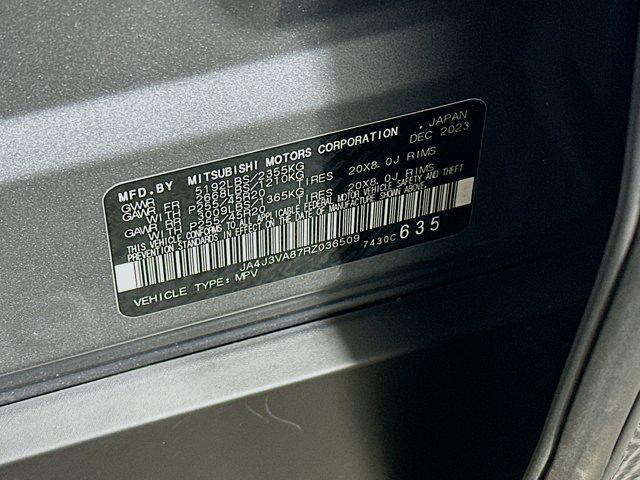 MFD.BY MITSUBISHI MOTORS CORPORATION . JAPAN
DEC 2023
GVWR 5192LBS/2355KG
GAWR FR 2668LBS/1210KG
WITH P255/45R20 TIRES 20X8.0J RIMS
GAWR RR 3009LBS/1365KG
WITH P255/45R20 TIRES 20X8.0J RIMS
THIS VEHICLE CONFORMS TO ALL APPLICABLE FEDERAL MOTOR VEHICLE SAFETY AND THEFT
PREVENTION STANDARDS IN EFFECT ON THE DATE OF MANUFACTURE SHOWN ABOVE.
JA4J3VA87RZ036509 7430C 635
VEHICLE TYPE:MPV